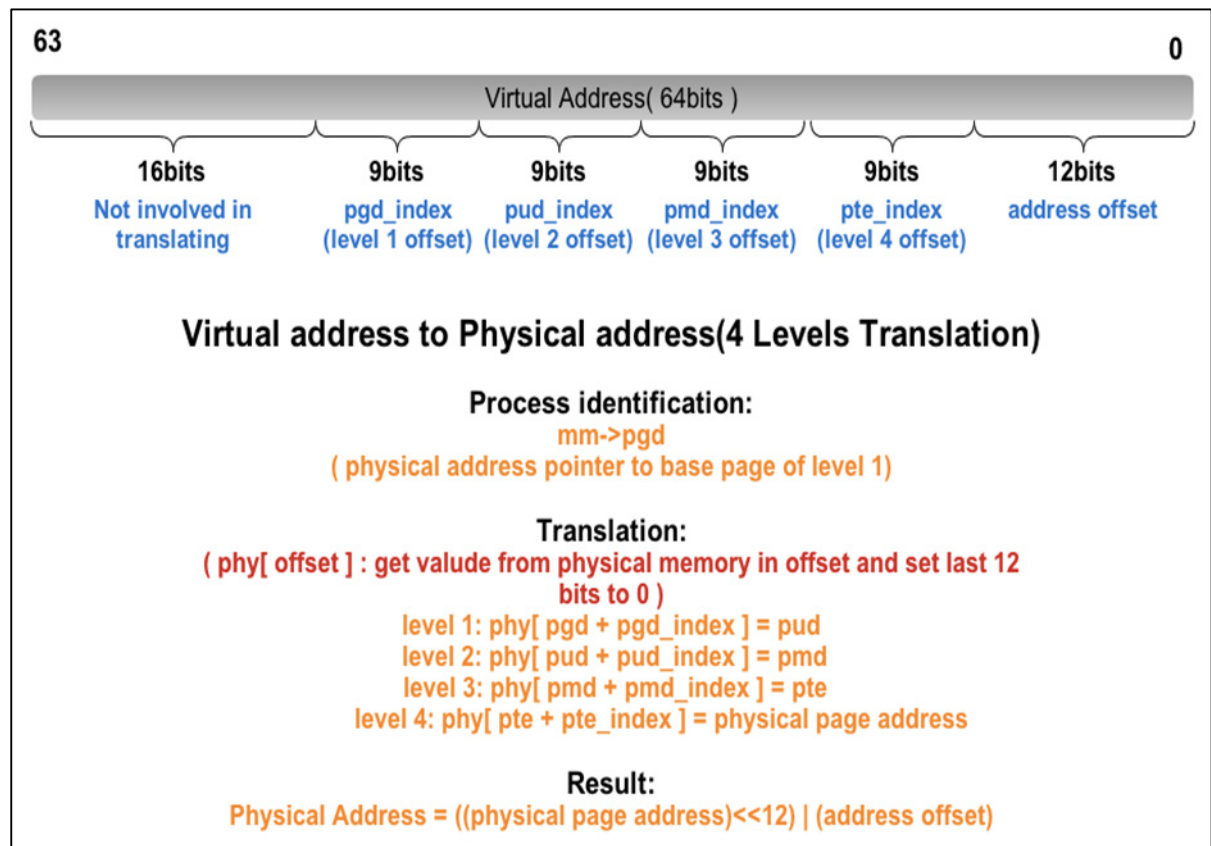 63 0
Virtual Address( 64bits )
16bits 9bits 9bits 9bits 9bits 12bits
Not involved in pgd_index pud_index pmd_index pte_index address offset
translating (level 1 offset) (level 2 offset) (level 3 offset) (level 4 offset)
Virtual address to Physical address(4 Levels Translation)
Process identification:
mm->pgd
( physical address pointer to base page of level 1)
Translation:
( phy[ offset ] : get valude from physical memory in offset and set last 12
bits to 0 )
level 1: phy[ pgd + pgd_index ] = pud
level 2: phy[ pud + pud_index ] = pmd
level 3: phy[ pmd + pmd_index ] = pte
level 4: phy[ pte + pte_index ] = physical page address
Result:
Physical Address = ((physical page address)<<12) | (address offset)